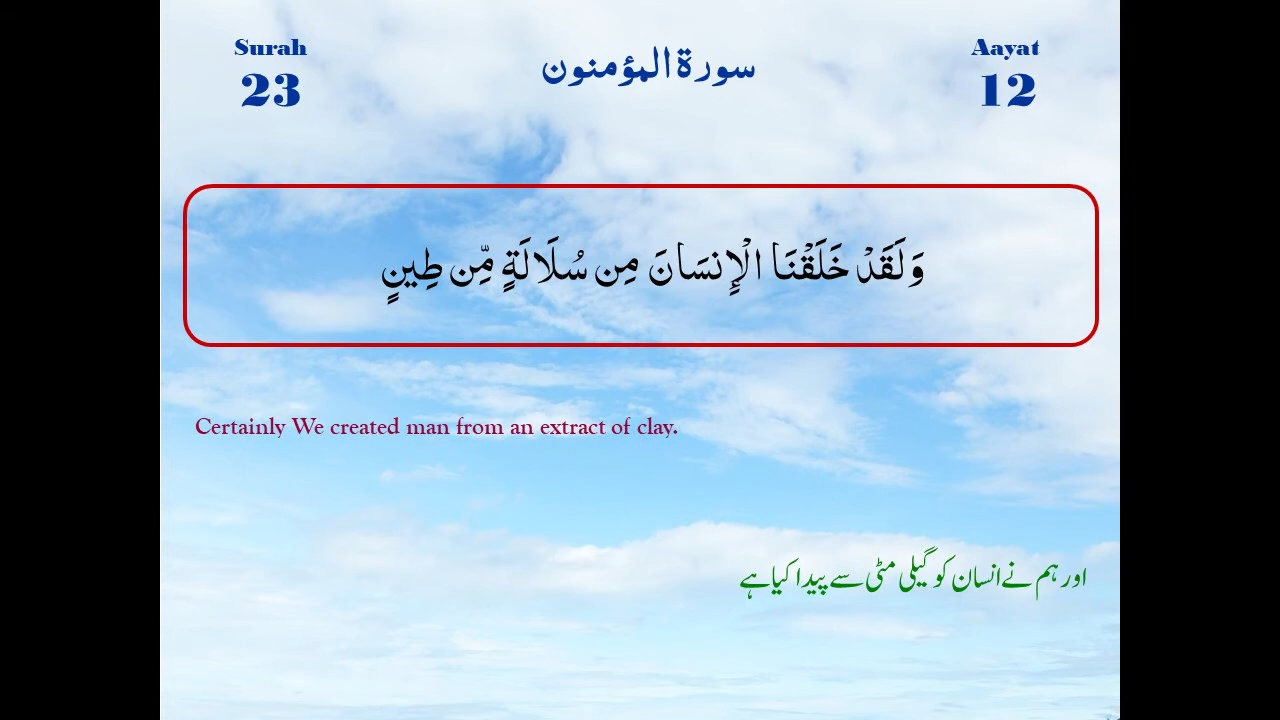 Surah
23
سورة المؤمنون
Aayat
12
وَلَقَدْ خَلَقْنَا الْإِنسَانَ مِن سُلَالَةٍ مِّن طِينٍ
Certainly We created man from an extract of clay.
اور ہم نے انسان کو گیلی مٹی سے پیدا کیا ہے